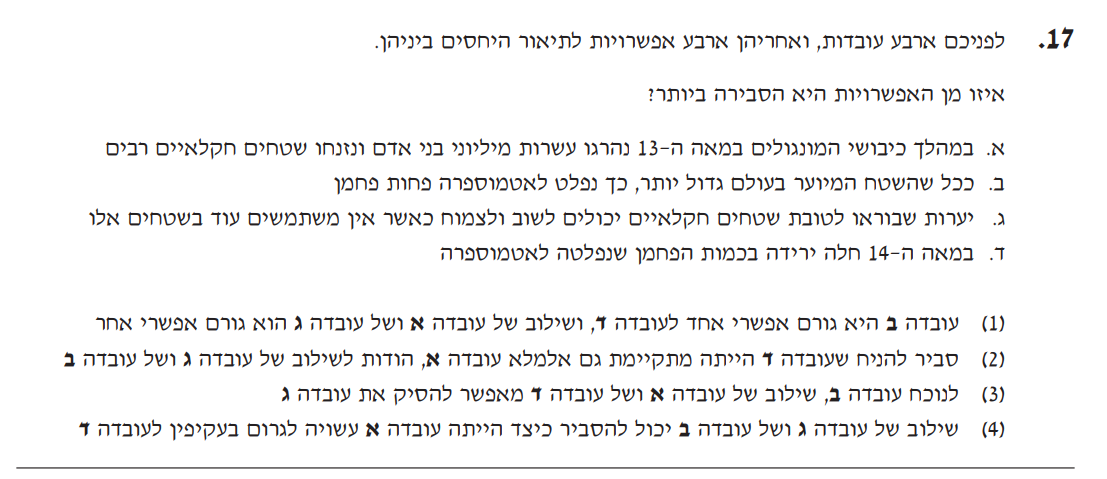 17. לפניכם ארבע עובדות, ואחריהן ארבע אפשרויות לתיאור היחסים ביניהן.
איזו מן האפשרויות היא הסבירה ביותר?
א. במהלך כיבושי המונגולים במאה ה-13 נהרגו עשרות מיליוני בני אדם ונזנחו שטחים חקלאיים רבים
ב. ככל שהשטח המיוער בעולם גדול יותר, כך נפלט לאטמוספרה פחות פחמן
ג. יערות שבוראו לטובת שטחים חקלאיים יכולים לשוב ולצמוח כאשר אין משתמשים עוד בשטחים אלו
ד. במאה ה-14 חלה ירידה בכמות הפחמן שנפלטה לאטמוספרה
(1) עובדה ב היא גורם אפשרי אחד לעובדה ד, ושילוב של עובדה א ושל עובדה ג הוא גורם אפשרי אחר
(2) סביר להניח שעובדה ד הייתה מתקיימת גם אלמלא עובדה א, הודות לשילוב של עובדה ג ושל עובדה ב
(3) לנוכח עובדה ב, שילוב של עובדה א ושל עובדה ד מאפשר להסיק את עובדה ג
(4) שילוב של עובדה ג ושל עובדה ב יכול להסביר כיצד הייתה עובדה א עשויה לגרום בעקיפין לעובדה ד